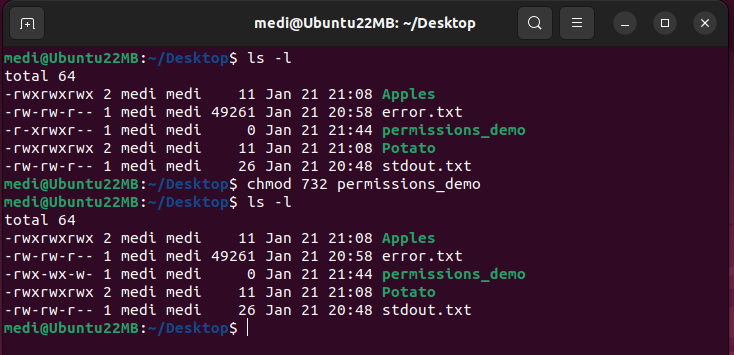 medi@Ubuntu22MB: ~/Desktop
medi@Ubuntu22MB:~/Desktop$ ls -l
total 64
-rwxrwxrwx 2 medi medi    11 Jan 21 21:08 Apples
-rw-rw-r-- 1 medi medi 49261 Jan 21 20:58 error.txt
-r-xrwxr-- 1 medi medi     0 Jan 21 21:44 permissions_demo
-rwxrwxrwx 2 medi medi    11 Jan 21 21:08 Potato
-rw-rw-r-- 1 medi medi    26 Jan 21 20:48 stdout.txt
medi@Ubuntu22MB:~/Desktop$ chmod 732 permissions_demo
medi@Ubuntu22MB:~/Desktop$ ls -l
total 64
-rwxrwxrwx 2 medi medi    11 Jan 21 21:08 Apples
-rw-rw-r-- 1 medi medi 49261 Jan 21 20:58 error.txt
-rwx-wx-w- 1 medi medi     0 Jan 21 21:44 permissions_demo
-rwxrwxrwx 2 medi medi    11 Jan 21 21:08 Potato
-rw-rw-r-- 1 medi medi    26 Jan 21 20:48 stdout.txt
medi@Ubuntu22MB:~/Desktop$